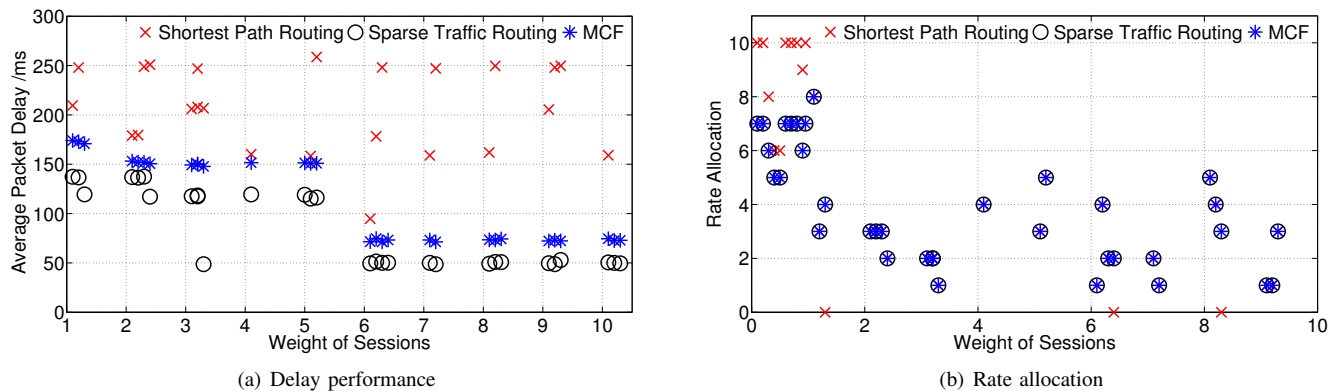 Shortest Path Routing Sparse Traffic Routing MCF
300
250
200
150
100
50
0
Average Packet Delay /ms
1 2 3 4 5 6 7 8 9 10
Weight of Sessions
(a) Delay performance
Shortest Path Routing Sparse Traffic Routing MCF
10
8
6
4
2
0
Rate Allocation
0 2 4 6 8 10
Weight of Sessions
(b) Rate allocation